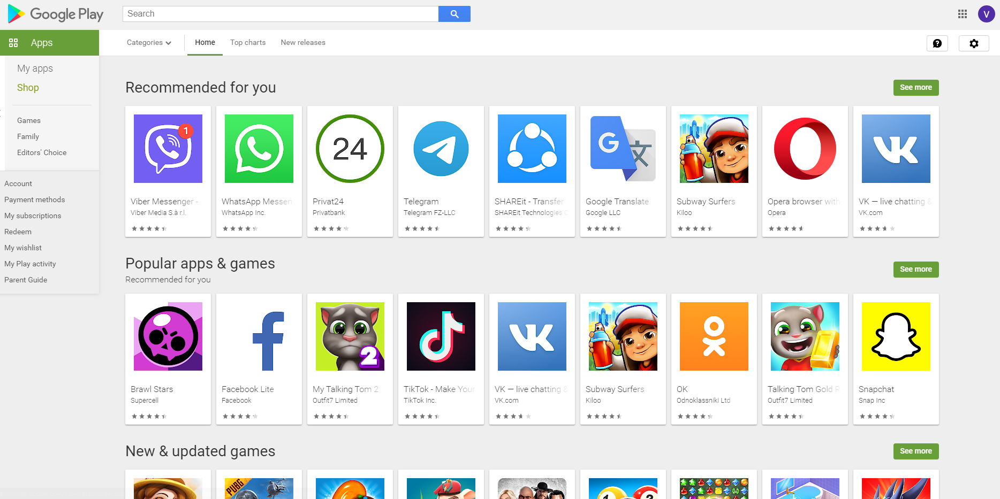 Google Play
Search
V
Apps
Categories
Home
Top charts
New releases
My apps
Shop
Games
Family
Editors' Choice
Account
Payment methods
My subscriptions
Redeem
My wishlist
My Play activity
Parent Guide
Recommended for you
See more
1
24
G
Viber Messenger -
Viber Media S.à r.l.
WhatsApp Messen
WhatsApp Inc.
Privat24
Privatbank
Telegram
Telegram FZ-LLC
SHAREit - Transfer
SHAREit Technologies C
Google Translate
Google LLC
Subway Surfers
Kiloo
Opera browser with
Opera
VK — live chatting &
VK.com
Popular apps & games
Recommended for you
See more
2
Brawl Stars
Supercell
Facebook Lite
Facebook
My Talking Tom 2
Outfit7 Limited
TikTok - Make Your
TikTok Inc.
VK — live chatting &
VK.com
Subway Surfers
Kiloo
OK
Odnoklassniki Ltd
Talking Tom Gold R
Outfit7 Limited
Snapchat
Snap Inc
New & updated games
See more
PUBG